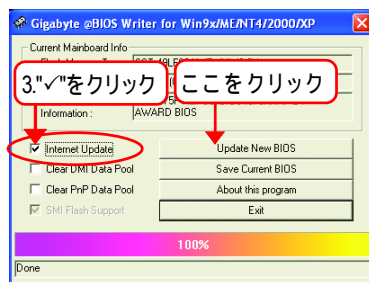 Gigabyte @BIOS Writer for Win9x/ME/NT4/2000/XP
Current Mainboard Info
3."✓"をクリック
ここをクリック
Information :
AWARD BIOS
Internet Update
Update New BIOS
Clear DMI Data Pool
Save Current BIOS
Clear PnP Data Pool
About this program
SMI Flash Support
Exit
100%
Done